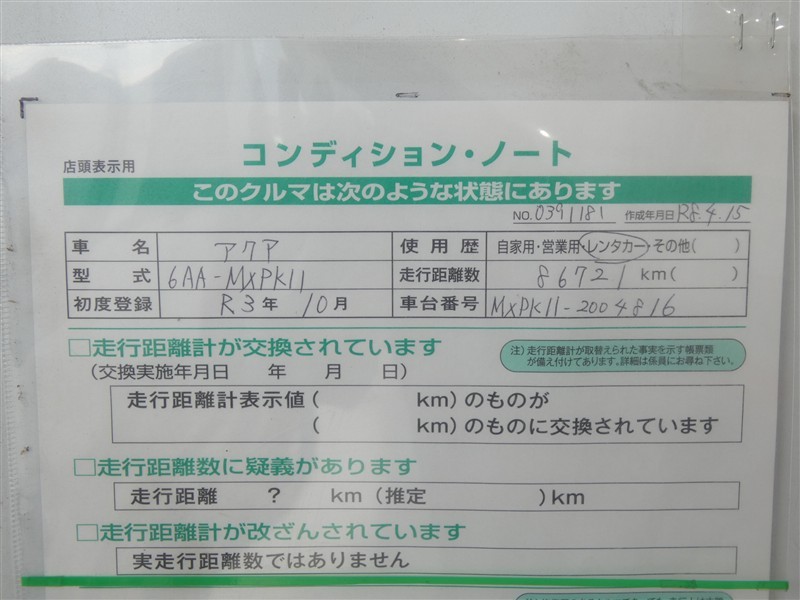 店頭表示用
コンディション・ノート
このクルマは次のような状態にあります
NO.0391181 作成年月日 R8.4.15
車名 アクア 使用歴 自家用・営業用・レンタカー・その他( )
型式 6AA-MXPK11 走行距離数 86721 km( )
初度登録 R3年 10月 車台番号 MXPK11-2004816
□走行距離計が交換されています
注)走行距離計が取替えられた事実を示す帳票類
が備え付けてあります。詳細は係員にお尋ね下さい。
(交換実施年月日 年 月 日)
走行距離計表示値( km)のものが
( km)のものに交換されています
□走行距離数に疑義があります
走行距離 ? km(推定 )km
□走行距離計が改ざんされています
実走行距離数ではありません